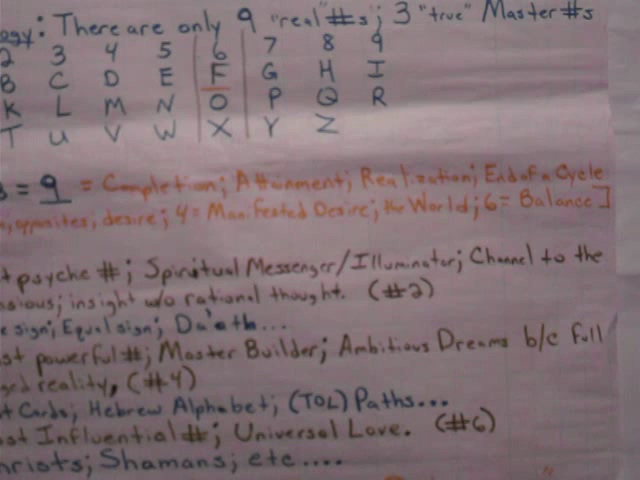 ogy: There are only 9 "real" #s; 3 "true" Master #s
2 3 4 5 6 7 8 9
B C D E F G H I
K L M N O P Q R
T U V W X Y Z
= 9 = Completion; Attainment; Realization; End of a Cycle
opposites; desire; 4 = Manifested Desire; the World; 6 = Balance]
t psyche #; Spiritual Messenger/Illuminator; Channel to the
insight w/o rational thought. (#2)
e sign; Equal sign; Da'ath...
st powerful #; Master Builder; Ambitious Dreams b/c full
reality, (#4)
t Cards; Hebrew Alphabet; (TOL) Paths...
st Influential #; Universal Love. (#6)
hrists; Shamans; etc....